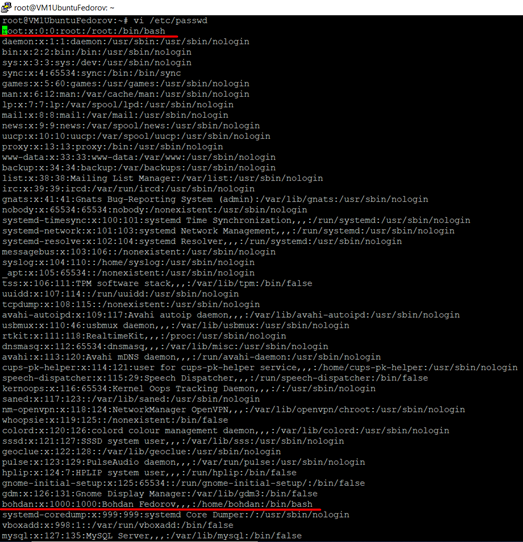 root@VM1UbuntuFedorov: ~
root@VM1UbuntuFedorov:~# vi /etc/passwd
root:x:0:0:root:/root:/bin/bash
daemon:x:1:1:daemon:/usr/sbin:/usr/sbin/nologin
bin:x:2:2:bin:/bin:/usr/sbin/nologin
sys:x:3:3:sys:/dev:/usr/sbin/nologin
sync:x:4:65534:sync:/bin:/bin/sync
games:x:5:60:games:/usr/games:/usr/sbin/nologin
man:x:6:12:man:/var/cache/man:/usr/sbin/nologin
lp:x:7:7:lp:/var/spool/lpd:/usr/sbin/nologin
mail:x:8:8:mail:/var/mail:/usr/sbin/nologin
news:x:9:9:news:/var/spool/news:/usr/sbin/nologin
uucp:x:10:10:uucp:/var/spool/uucp:/usr/sbin/nologin
proxy:x:13:13:proxy:/bin:/usr/sbin/nologin
www-data:x:33:33:www-data:/var/www:/usr/sbin/nologin
backup:x:34:34:backup:/var/backups:/usr/sbin/nologin
list:x:38:38:Mailing List Manager:/var/list:/usr/sbin/nologin
irc:x:39:39:ircd:/var/run/ircd:/usr/sbin/nologin
gnats:x:41:41:Gnats Bug-Reporting System (admin):/var/lib/gnats:/usr/sbin/nologin
nobody:x:65534:65534:nobody:/nonexistent:/usr/sbin/nologin
systemd-timesync:x:100:101:systemd Time Synchronization,,,:/run/systemd:/usr/sbin/nologin
systemd-network:x:101:103:systemd Network Management,,,:/run/systemd:/usr/sbin/nologin
systemd-resolve:x:102:104:systemd Resolver,,,:/run/systemd:/usr/sbin/nologin
messagebus:x:103:106::/nonexistent:/usr/sbin/nologin
syslog:x:104:110::/home/syslog:/usr/sbin/nologin
_apt:x:105:65534::/nonexistent:/usr/sbin/nologin
tss:x:106:111:TPM software stack,,,:/var/lib/tpm:/bin/false
uuidd:x:107:114::/run/uuidd:/usr/sbin/nologin
tcpdump:x:108:115::/nonexistent:/usr/sbin/nologin
avahi-autoipd:x:109:117:Avahi autoip daemon,,,:/var/lib/avahi-autoipd:/usr/sbin/nologin
usbmux:x:110:46:usbmux daemon,,,:/var/lib/usbmux:/usr/sbin/nologin
rtkit:x:111:118:RealtimeKit,,,:/proc:/usr/sbin/nologin
dnsmasq:x:112:65534:dnsmasq,,,:/var/lib/misc:/usr/sbin/nologin
avahi:x:113:120:Avahi mDNS daemon,,,:/run/avahi-daemon:/usr/sbin/nologin
cups-pk-helper:x:114:121:user for cups-pk-helper service,,,:/home/cups-pk-helper:/usr/sbin/nologin
speech-dispatcher:x:115:29:Speech Dispatcher,,,:/run/speech-dispatcher:/bin/false
kernoops:x:116:65534:Kernel Oops Tracking Daemon,,,:/:/usr/sbin/nologin
saned:x:117:123::/var/lib/saned:/usr/sbin/nologin
nm-openvpn:x:118:124:NetworkManager OpenVPN,,,:/var/lib/openvpn/chroot:/usr/sbin/nologin
whoopsie:x:119:125::/nonexistent:/bin/false
colord:x:120:126:colord colour management daemon,,,:/var/lib/colord:/usr/sbin/nologin
sssd:x:121:127:SSSD system user,,,:/var/lib/sss:/usr/sbin/nologin
geoclue:x:122:128::/var/lib/geoclue:/usr/sbin/nologin
pulse:x:123:129:PulseAudio daemon,,,:/var/run/pulse:/usr/sbin/nologin
hplip:x:124:7:HPLIP system user,,,:/run/hplip:/bin/false
gnome-initial-setup:x:125:65534::/run/gnome-initial-setup/:/bin/false
gdm:x:126:131:Gnome Display Manager:/var/lib/gdm3:/bin/false
bohdan:x:1000:1000:Bohdan Fedorov,,,:/home/bohdan:/bin/bash
systemd-coredump:x:999:999:systemd Core Dumper:/:/usr/sbin/nologin
vboxadd:x:998:1::/var/run/vboxadd:/bin/false
mysql:x:127:135:MySQL Server,,,:/var/lib/mysql:/bin/false